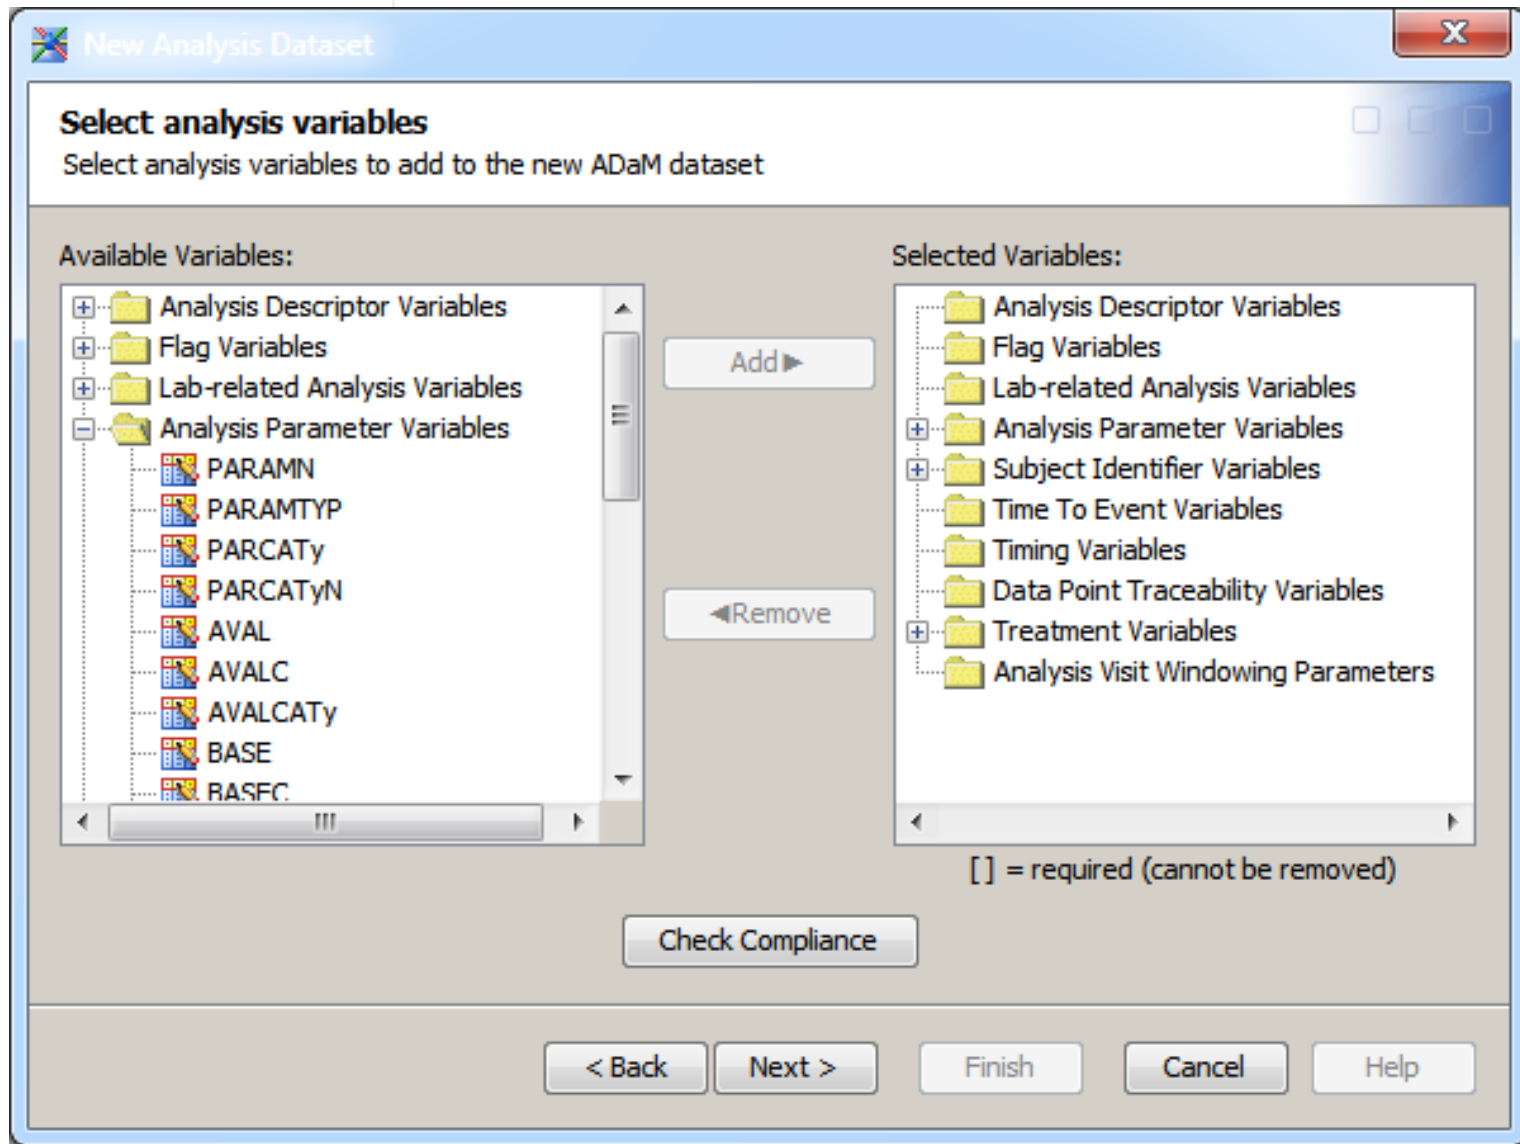 New Analysis Dataset
Select analysis variables
Select analysis variables to add to the new ADaM dataset
Available Variables:
Analysis Descriptor Variables
Flag Variables
Lab-related Analysis Variables
Analysis Parameter Variables
PARAMN
PARAMTYP
PARCATy
PARCATyN
AVAL
AVALC
AVALCATy
BASE
BASEC
Add►
◄Remove
Selected Variables:
Analysis Descriptor Variables
Flag Variables
Lab-related Analysis Variables
Analysis Parameter Variables
Subject Identifier Variables
Time To Event Variables
Timing Variables
Data Point Traceability Variables
Treatment Variables
Analysis Visit Windowing Parameters
[ ] = required (cannot be removed)
Check Compliance
< Back
Next >
Finish
Cancel
Help